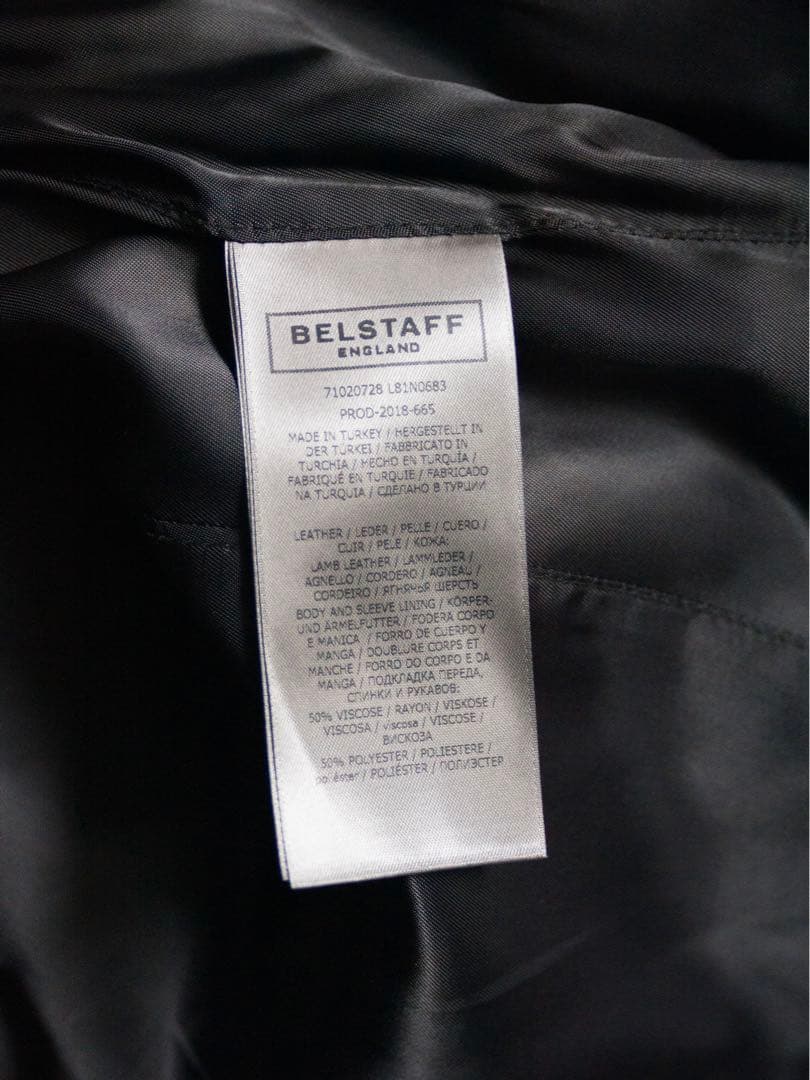 BELSTAFF
ENGLAND
71020728 L81N0683
PROD-2018-665
MADE IN TURKEY / HERGESTELLT IN
DER TÜRKEI / FABBRICATO IN
TURCHIA / HECHO EN TURQUÍA /
FABRIQUÉ EN TURQUIE / FABRICADO
NA TURQUIA / СДЕЛАНО В ТУРЦИИ
LEATHER / LEDER / PELLE / CUERO /
CUIR / PELE / КОЖА:
LAMB LEATHER / LAMMLEDER /
AGNELLO / CORDERO / AGNEAU /
CORDEIRO / ЯГНЯЧЬЯ ШЕРСТЬ
BODY AND SLEEVE LINING / KÖRPER-
UND ÄRMELFUTTER / FODERA CORPO
E MANICA / FORRO DE CUERPO Y
MANGA / DOUBLURE CORPS ET
MANCHE / FORRO DO CORPO E DA
MANGA / ПОДКЛАДКА ПЕРЕДА,
СПИНКИ И РУКАВОВ:
50% VISCOSE / RAYON / VISKOSE /
VISCOSA / viscosa / VISCOSE /
ВИСКОЗА
50% POLYESTER / POLIESTERE /
poliéster / POLIÉSTER / ПОЛИЭСТЕР